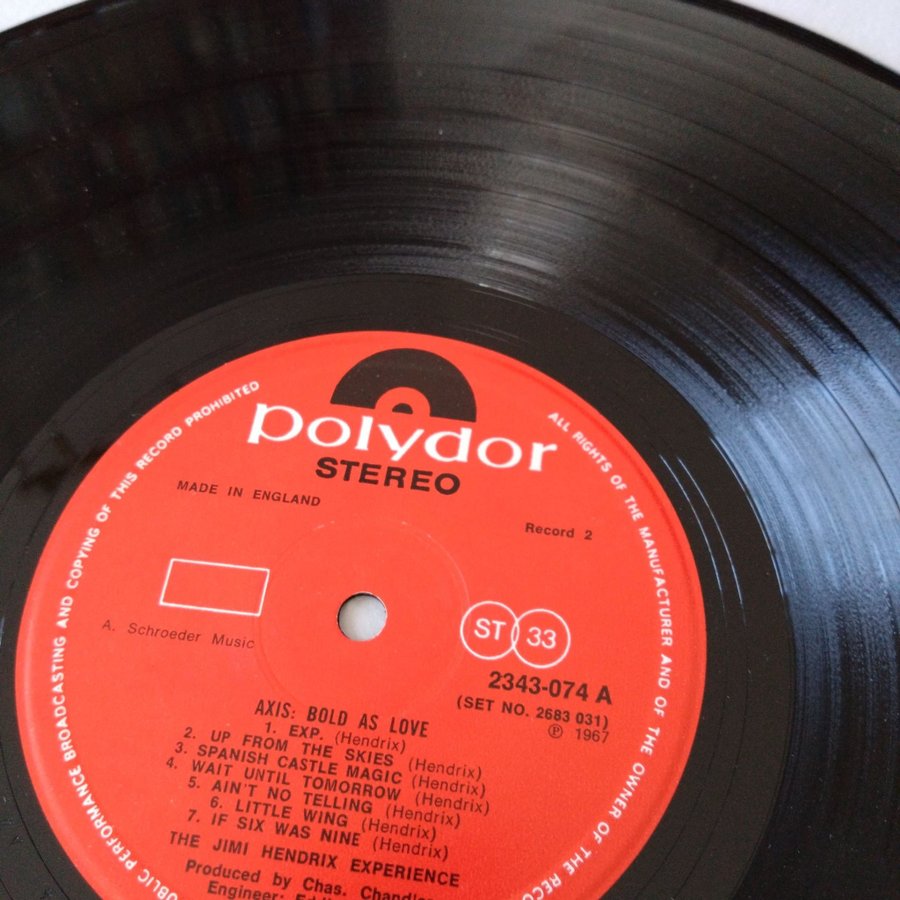 polydor
STEREO
MADE IN ENGLAND
Record 2
ST 33
A. Schroeder Music
2343-074 A
(SET NO. 2683 031)
℗ 1967
AXIS: BOLD AS LOVE
1. EXP. (Hendrix)
2. UP FROM THE SKIES (Hendrix)
3. SPANISH CASTLE MAGIC (Hendrix)
4. WAIT UNTIL TOMORROW (Hendrix)
5. AIN'T NO TELLING (Hendrix)
6. LITTLE WING (Hendrix)
7. IF SIX WAS NINE (Hendrix)
THE JIMI HENDRIX EXPERIENCE
Produced by Chas.
Engineer:
ALL RIGHTS OF THE MANUFACTURER AND OF THE OWNER OF THE
PERFORMANCE BROADCASTING AND COPYING OF THIS RECORD PROHIBITED